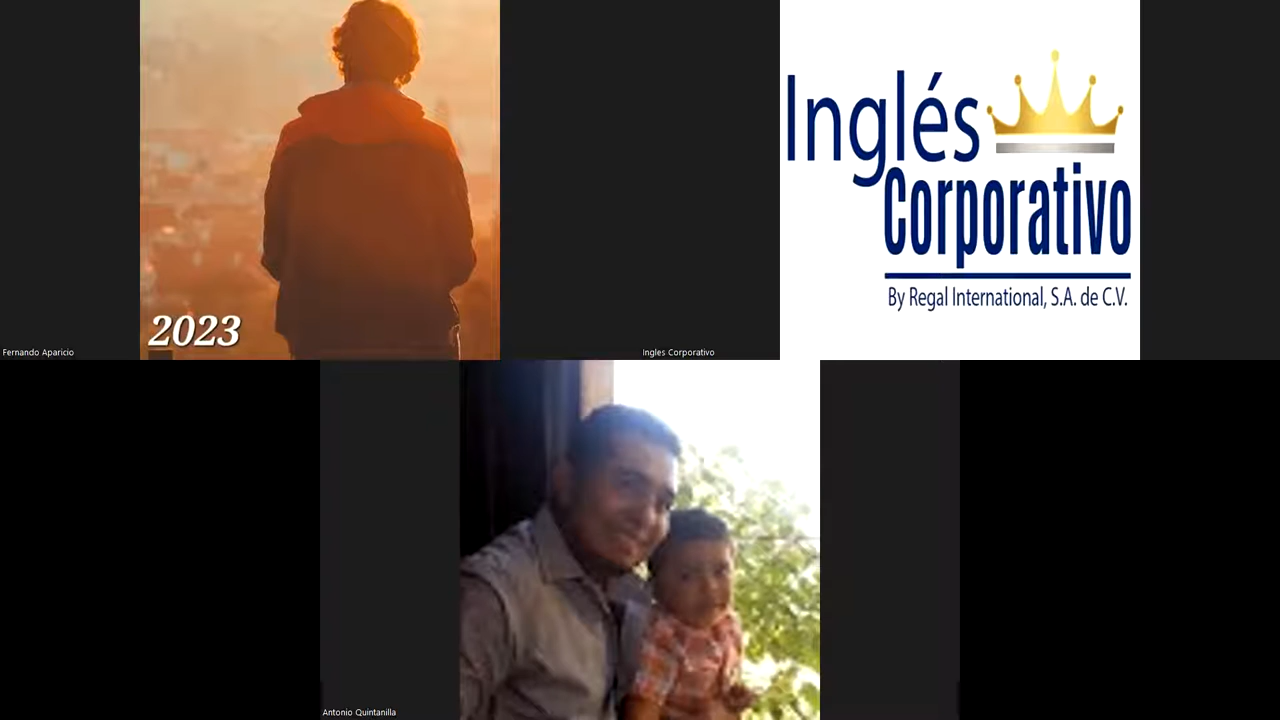 Inglés
Corporativo
By Regal International, S.A. de C.V.
2023
Fernando Aparicio
Ingles Corporativo
Antonio Quintanilla